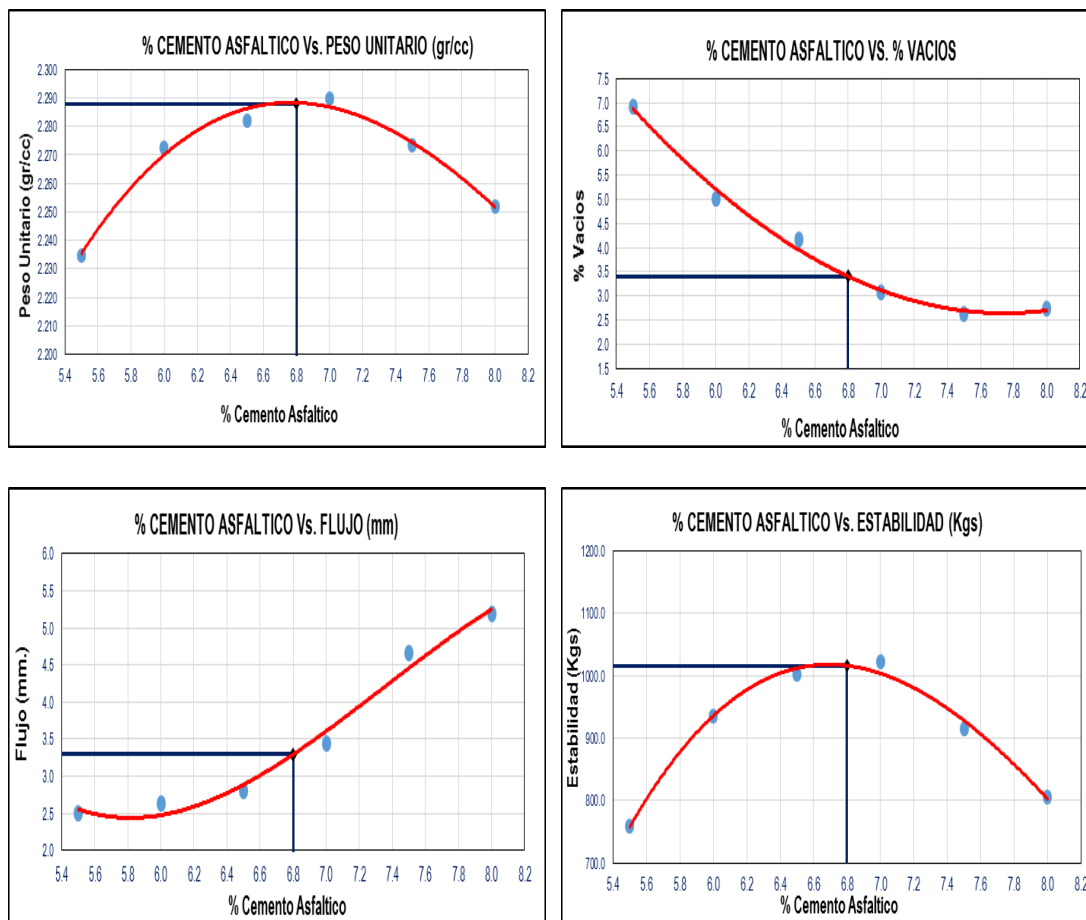 % CEMENTO ASFALTICO Vs. PESO UNITARIO (gr/cc)
2.300
2.290
2.280
2.270
2.260
2.250
2.240
2.230
2.220
2.210
2.200
Peso Unitario (gr/cc)
5.4 5.6 5.8 6.0 6.2 6.4 6.6 6.8 7.0 7.2 7.4 7.6 7.8 8.0 8.2
% Cemento Asfaltico
% CEMENTO ASFALTICO VS. % VACIOS
7.5
7.0
6.5
6.0
5.5
5.0
4.5
4.0
3.5
3.0
2.5
2.0
1.5
% Vacios
5.4 5.6 5.8 6.0 6.2 6.4 6.6 6.8 7.0 7.2 7.4 7.6 7.8 8.0 8.2
% Cemento Asfaltico
% CEMENTO ASFALTICO Vs. FLUJO (mm)
6.0
5.5
5.0
4.5
4.0
3.5
3.0
2.5
2.0
Flujo (mm.)
5.4 5.6 5.8 6.0 6.2 6.4 6.6 6.8 7.0 7.2 7.4 7.6 7.8 8.0 8.2
% Cemento Asfaltico
% CEMENTO ASFALTICO Vs. ESTABILIDAD (Kgs)
1200.0
1100.0
1000.0
900.0
800.0
700.0
Estabilidad (Kgs)
5.4 5.6 5.8 6.0 6.2 6.4 6.6 6.8 7.0 7.2 7.4 7.6 7.8 8.0 8.2
% Cemento Asfaltico